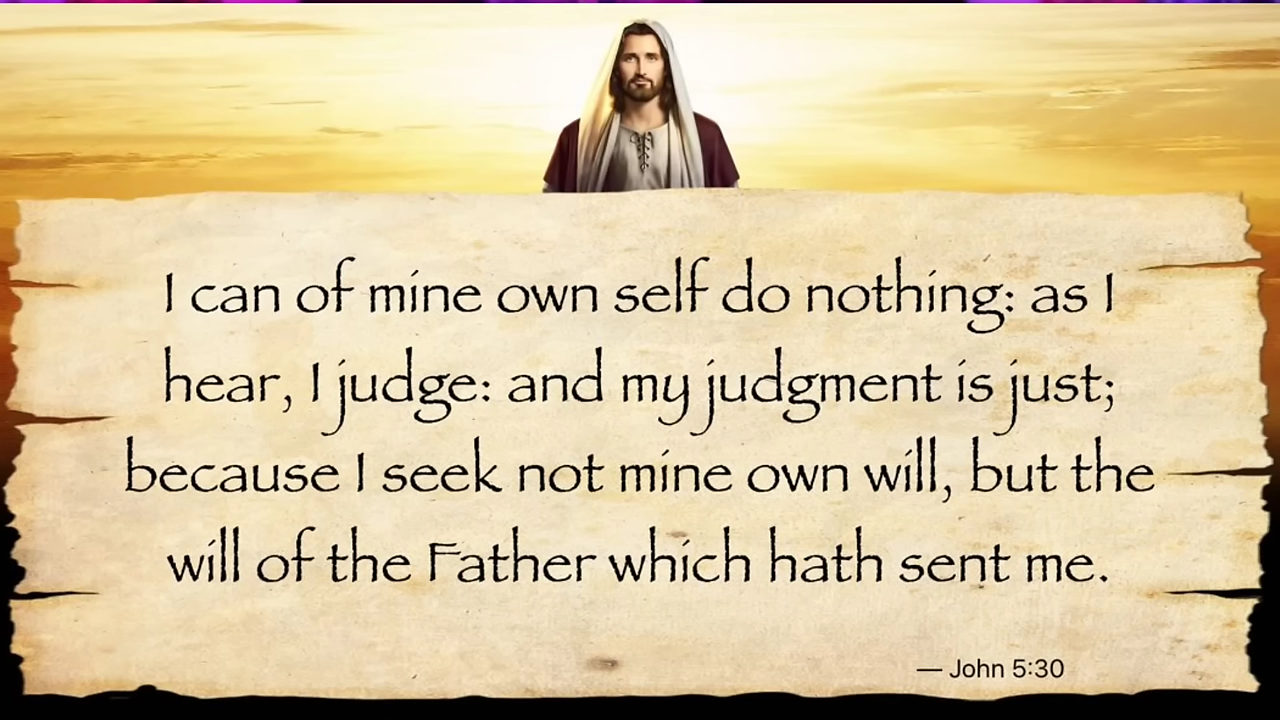 I can of mine own self do nothing: as I
hear, I judge: and my judgment is just;
because I seek not mine own will, but the
will of the Father which hath sent me.
— John 5:30